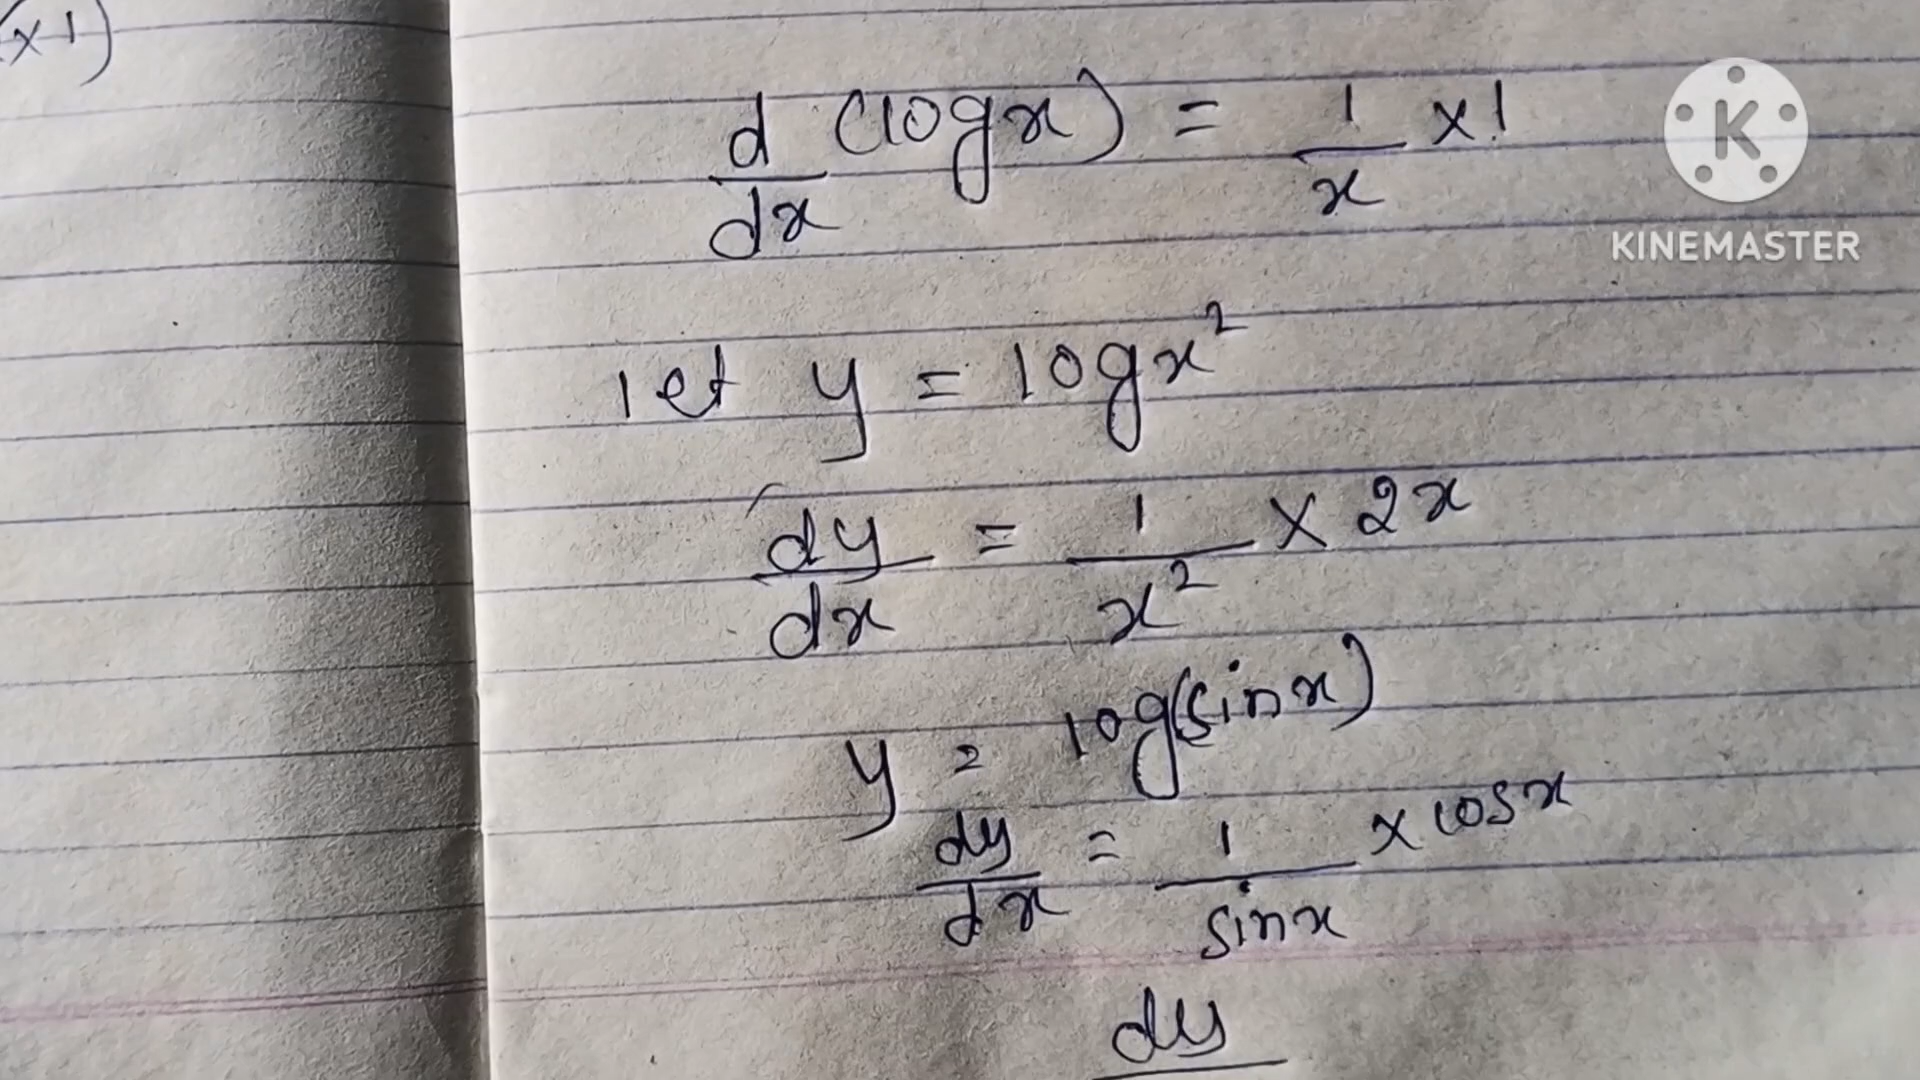 x1)
d/dx (log x) = 1/x × 1
K
KINEMASTER
let y = log x²
dy/dx = 1/x² × 2x
y = log(sin x)
dy/dx = 1/sin x × cos x
dy